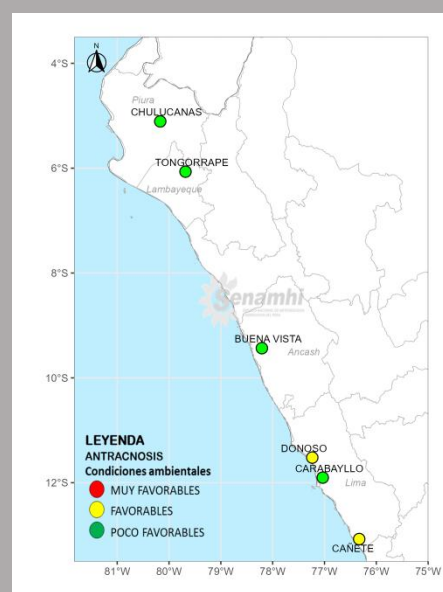 N
4°S
Piura
CHULUCANAS
TONGORRAPE
6°S
Lambayeque
8°S
Senamhi
BUENA VISTA
Ancash
10°S
DONOSO
CARABAYLLO
Lima
12°S
CAÑETE
LEYENDA
ANTRACNOSIS
Condiciones ambientales
MUY FAVORABLES
FAVORABLES
POCO FAVORABLES
81°W 80°W 79°W 78°W 77°W 76°W 75°W